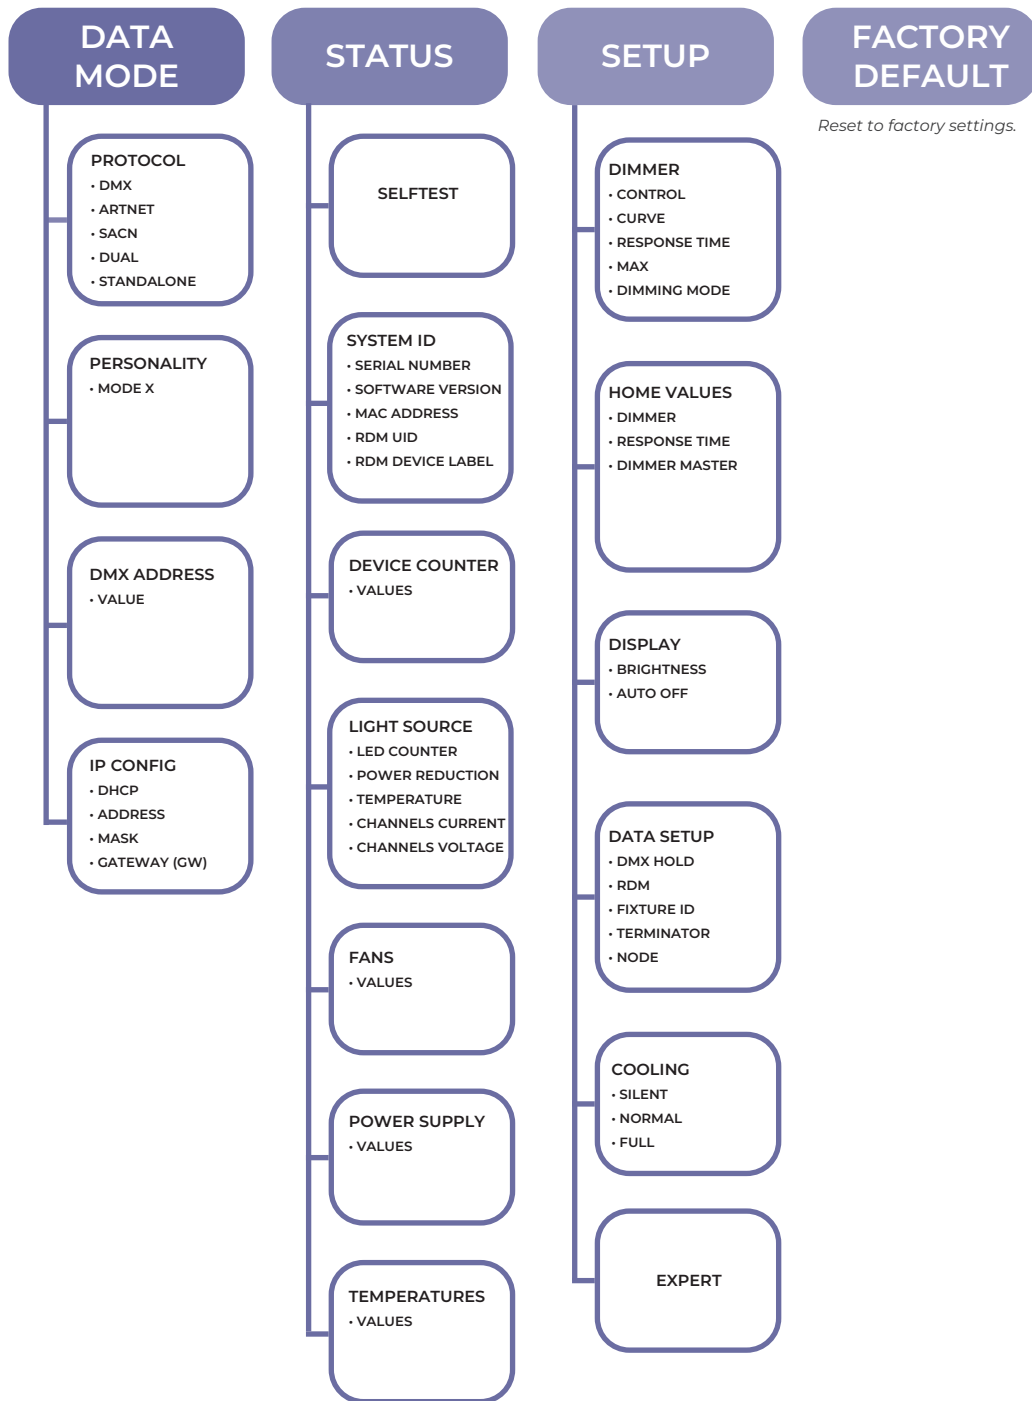 DATA
MODE
PROTOCOL
• DMX
• ARTNET
• SACN
• DUAL
• STANDALONE
PERSONALITY
• MODE X
DMX ADDRESS
• VALUE
IP CONFIG
• DHCP
• ADDRESS
• MASK
• GATEWAY (GW)
STATUS
SELFTEST
SYSTEM ID
• SERIAL NUMBER
• SOFTWARE VERSION
• MAC ADDRESS
• RDM UID
• RDM DEVICE LABEL
DEVICE COUNTER
• VALUES
LIGHT SOURCE
• LED COUNTER
• POWER REDUCTION
• TEMPERATURE
• CHANNELS CURRENT
• CHANNELS VOLTAGE
FANS
• VALUES
POWER SUPPLY
• VALUES
TEMPERATURES
• VALUES
SETUP
DIMMER
• CONTROL
• CURVE
• RESPONSE TIME
• MAX
• DIMMING MODE
HOME VALUES
• DIMMER
• RESPONSE TIME
• DIMMER MASTER
DISPLAY
• BRIGHTNESS
• AUTO OFF
DATA SETUP
• DMX HOLD
• RDM
• FIXTURE ID
• TERMINATOR
• NODE
COOLING
• SILENT
• NORMAL
• FULL
EXPERT
FACTORY
DEFAULT
Reset to factory settings.